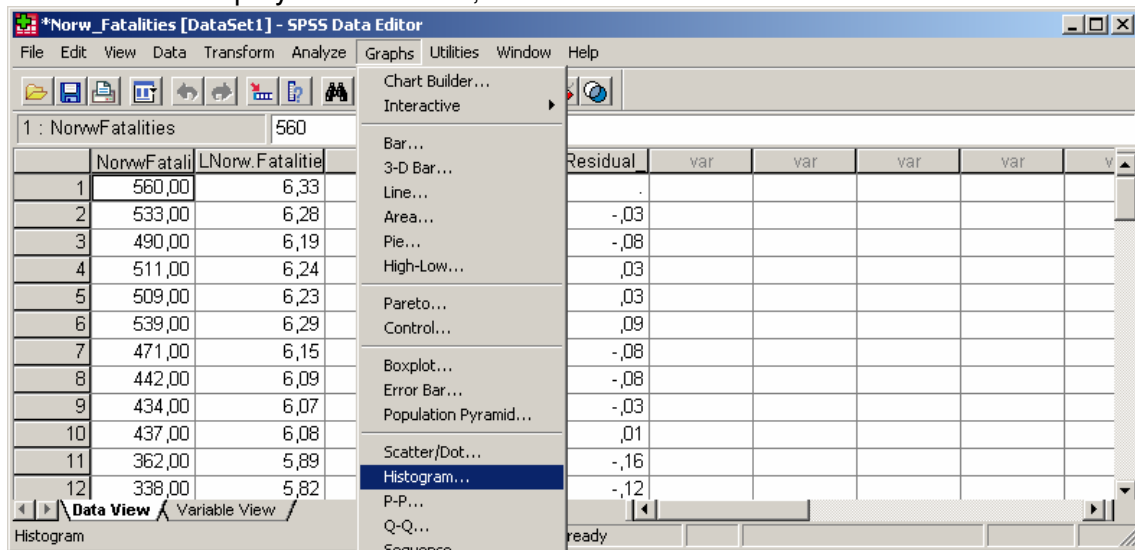 *Norw_Fatalities [DataSet1] - SPSS Data Editor
File Edit View Data Transform Analyze Graphs Utilities Window Help
1 : NorwFatalities 560
NorwFatali LNorw.Fatalitie Residual_ var var var var v
1 560,00 6,33 .
2 533,00 6,28 -,03
3 490,00 6,19 -,08
4 511,00 6,24 ,03
5 509,00 6,23 ,03
6 539,00 6,29 ,09
7 471,00 6,15 -,08
8 442,00 6,09 -,08
9 434,00 6,07 -,03
10 437,00 6,08 ,01
11 362,00 5,89 -,16
12 338,00 5,82 -,12
Chart Builder...
Interactive
Bar...
3-D Bar...
Line...
Area...
Pie...
High-Low...
Pareto...
Control...
Boxplot...
Error Bar...
Population Pyramid...
Scatter/Dot...
Histogram...
P-P...
Q-Q...
Sequence
Data View Variable View
Histogram ready